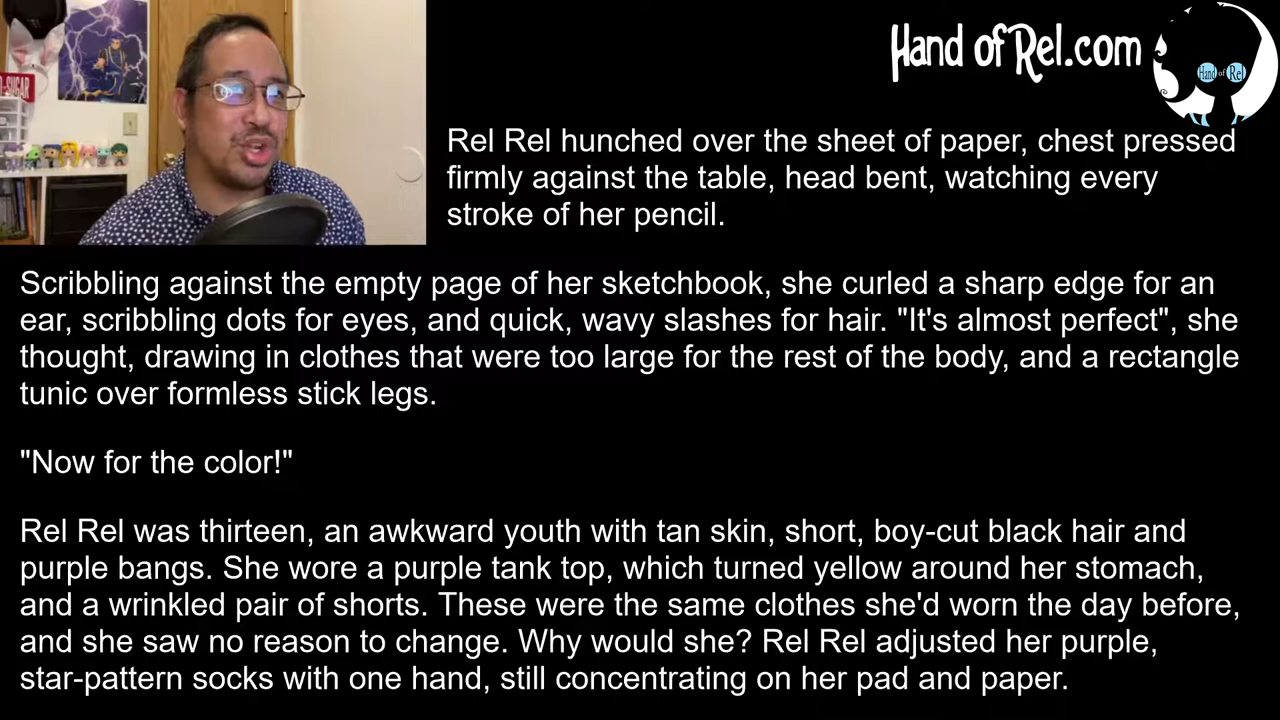 Hand of Rel.com
Hand of Rel
O-SUGAR
Rel Rel hunched over the sheet of paper, chest pressed
firmly against the table, head bent, watching every
stroke of her pencil.
Scribbling against the empty page of her sketchbook, she curled a sharp edge for an
ear, scribbling dots for eyes, and quick, wavy slashes for hair. "It's almost perfect", she
thought, drawing in clothes that were too large for the rest of the body, and a rectangle
tunic over formless stick legs.
"Now for the color!"
Rel Rel was thirteen, an awkward youth with tan skin, short, boy-cut black hair and
purple bangs. She wore a purple tank top, which turned yellow around her stomach,
and a wrinkled pair of shorts. These were the same clothes she'd worn the day before,
and she saw no reason to change. Why would she? Rel Rel adjusted her purple,
star-pattern socks with one hand, still concentrating on her pad and paper.